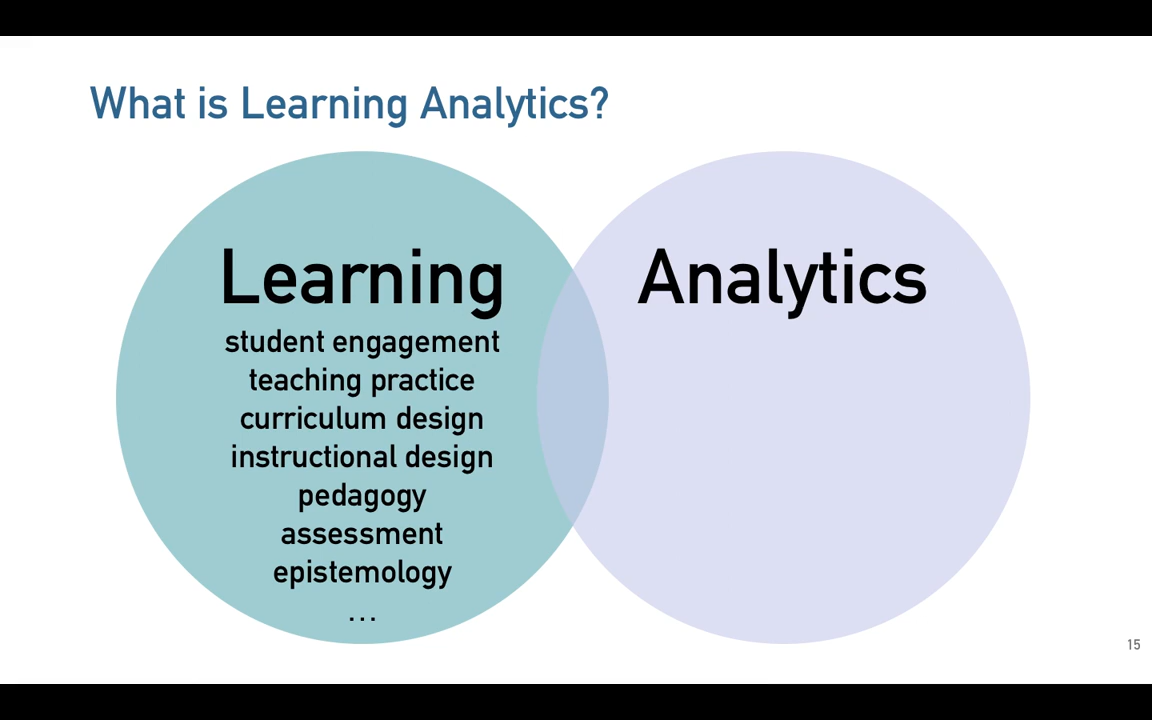 What is Learning Analytics?
Learning
student engagement
teaching practice
curriculum design
instructional design
pedagogy
assessment
epistemology
...
Analytics
15